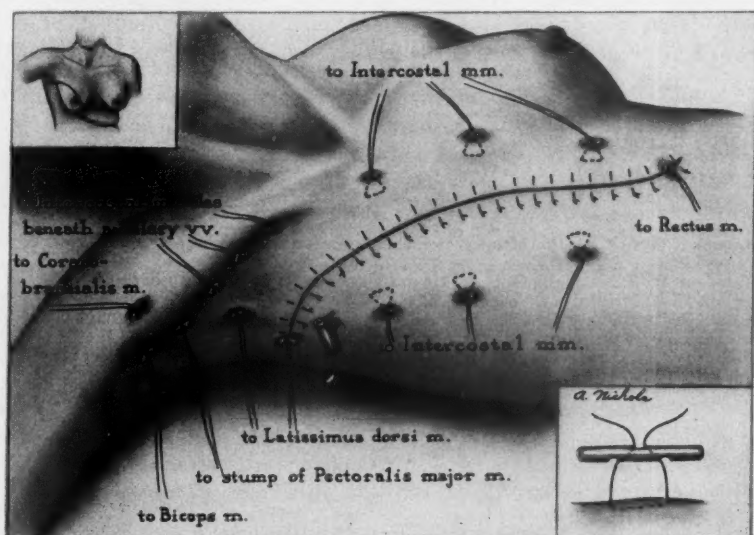 to Intercostal mm.
beneath axillary vv.
to Coraco-
brachialis m.
to Rectus m.
Intercostal mm.
A. Nichols
to Latissimus dorsi m.
to stump of Pectoralis major m.
to Biceps m.